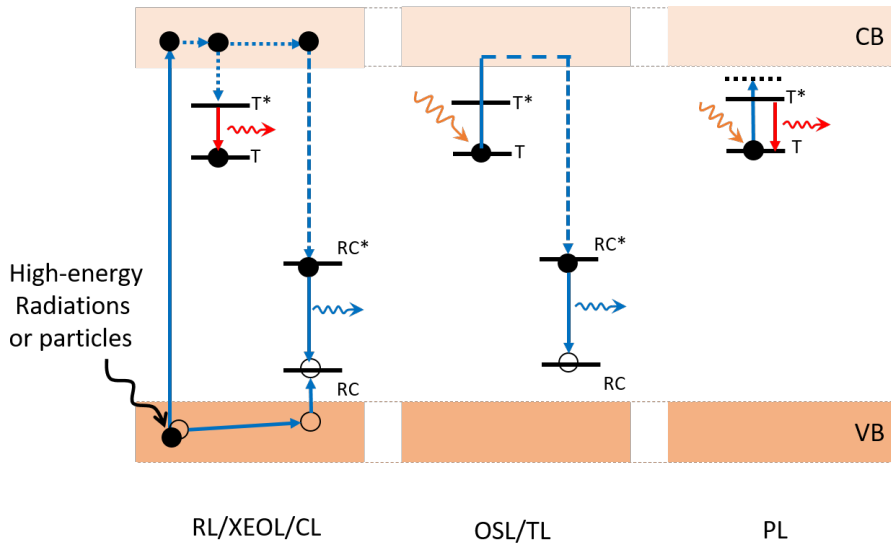 CB
T*
T
T*
T
T*
T
RC*
RC
RC*
RC
High-energy
Radiations
or particles
VB
RL/XEOL/CL
OSL/TL
PL